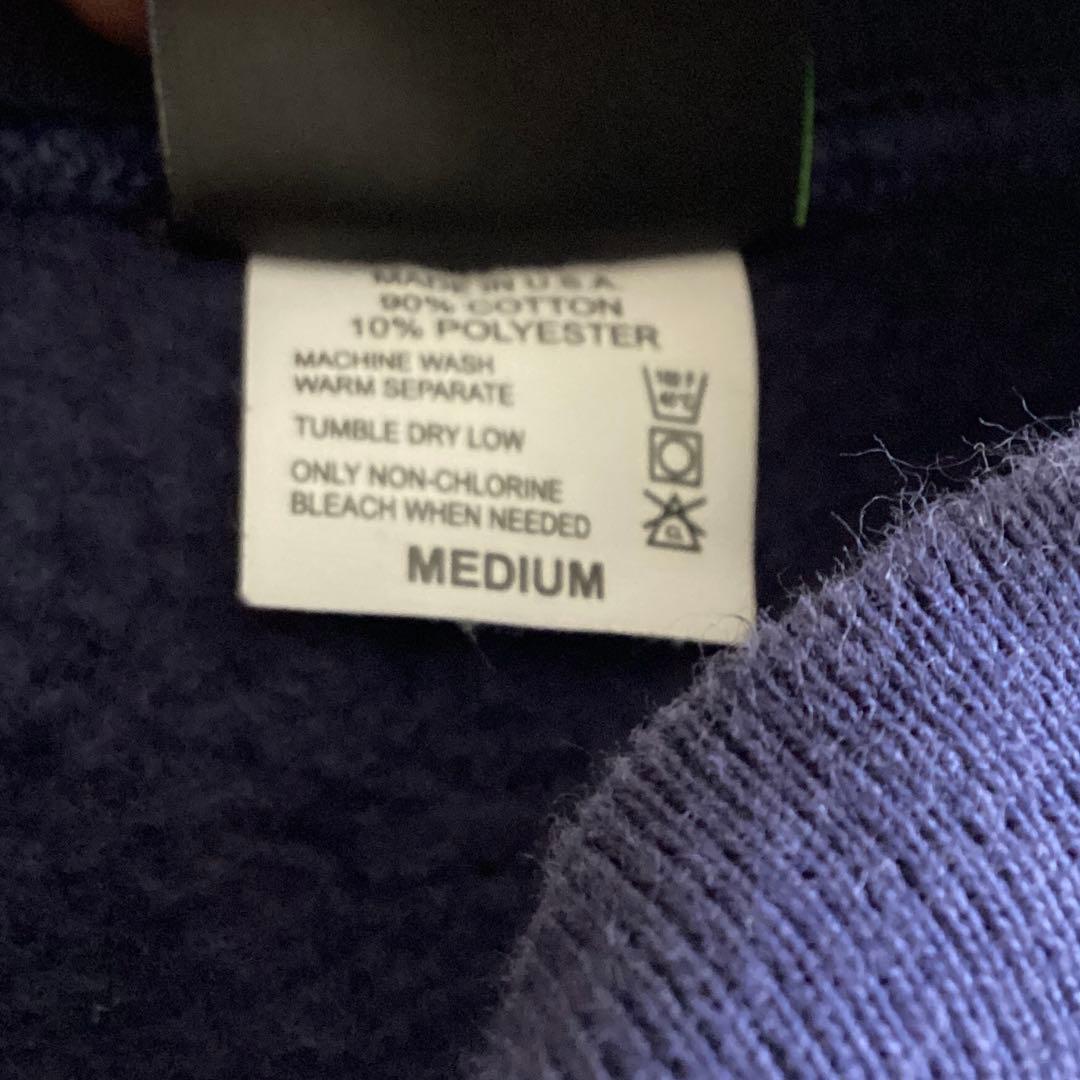 MADE IN U.S.A.
90% COTTON
10% POLYESTER
MACHINE WASH
WARM SEPARATE
TUMBLE DRY LOW
ONLY NON-CHLORINE
BLEACH WHEN NEEDED
MEDIUM
CL